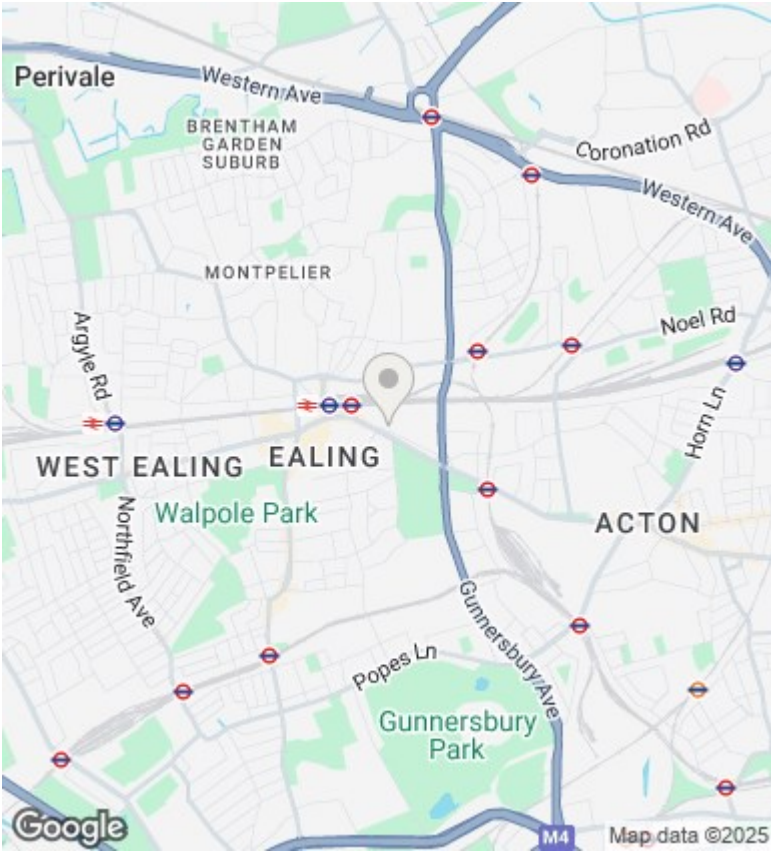 Perivale
Western Ave
BRENTHAM
GARDEN
SUBURB
Coronation Rd
Western Ave
MONTPELIER
Argyle Rd
Noel Rd
Horn Ln
WEST EALING
EALING
Walpole Park
ACTON
Northfield Ave
Gunnersbury Ave
Popes Ln
Gunnersbury
Park
Google
M4
Map data ©2025